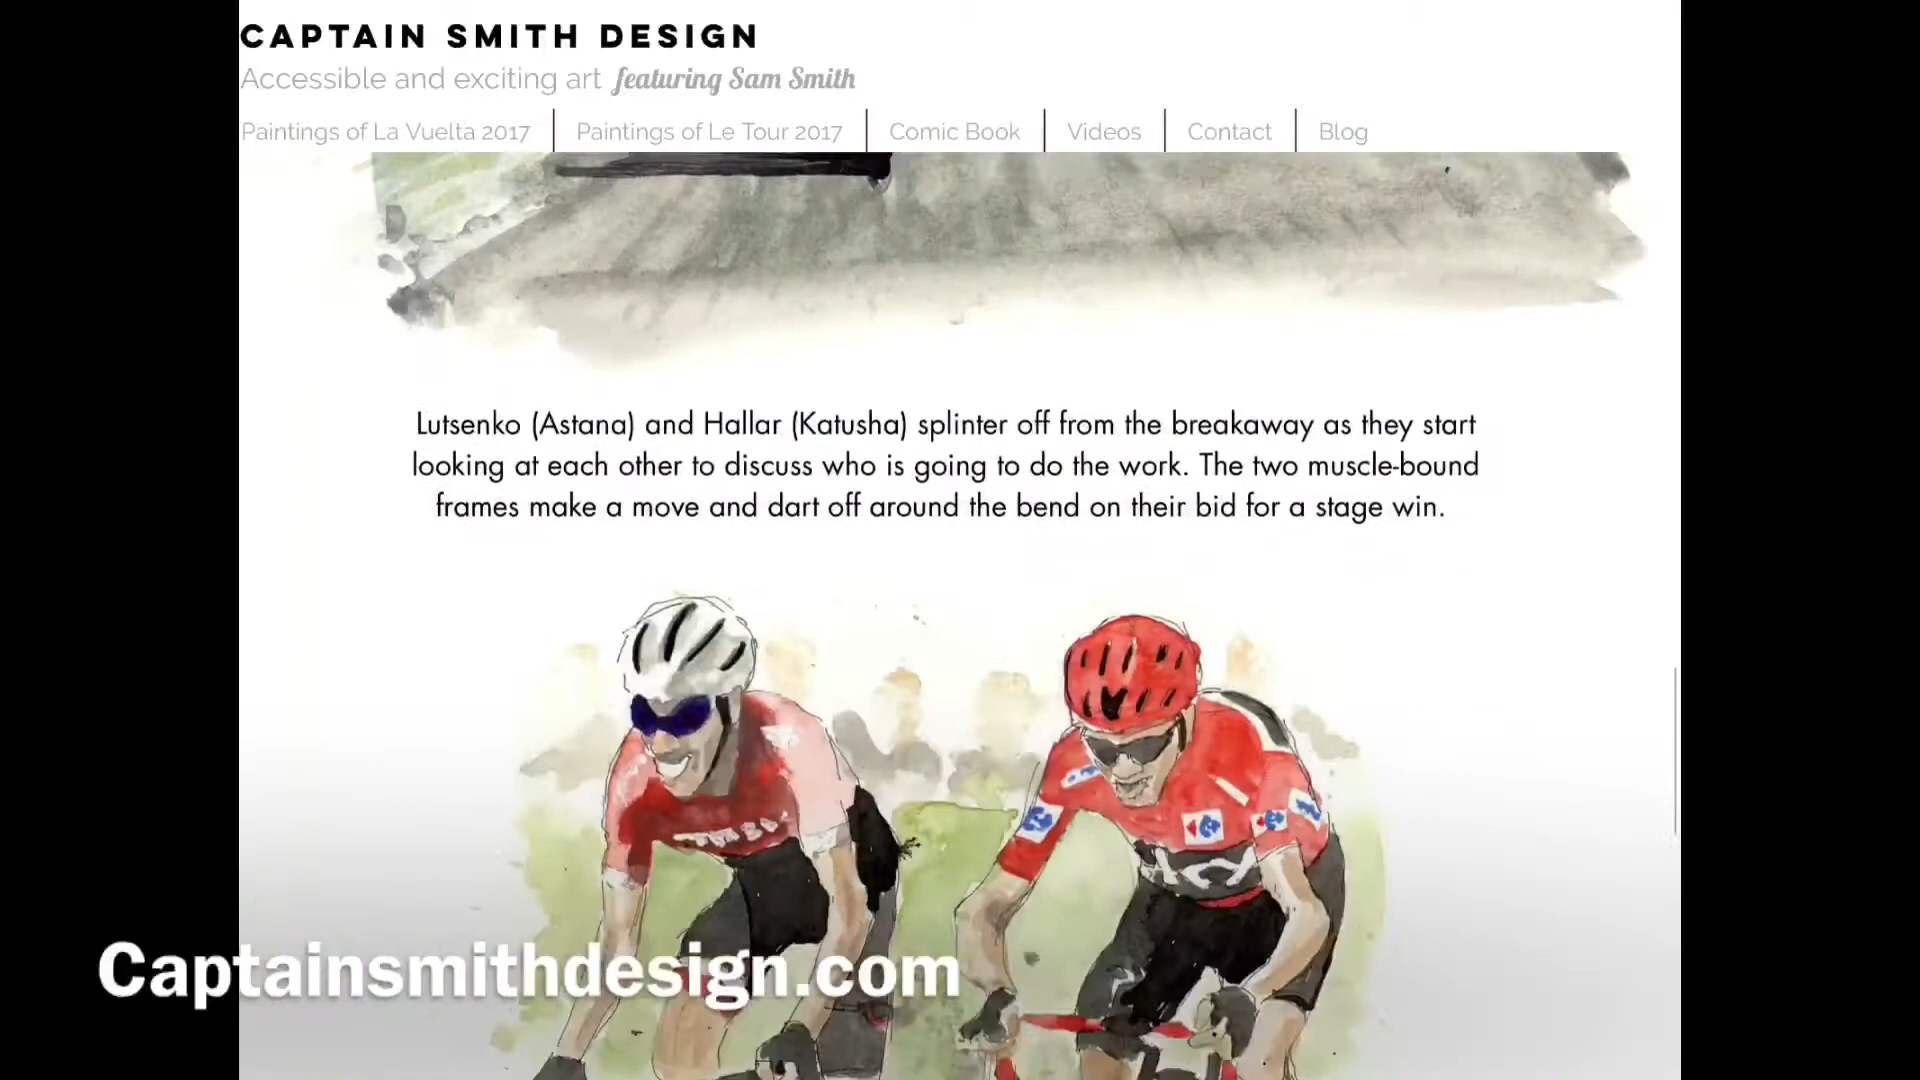 CAPTAIN SMITH DESIGN
Accessible and exciting art featuring Sam Smith
Paintings of La Vuelta 2017 Paintings of Le Tour 2017 Comic Book Videos Contact Blog
Lutsenko (Astana) and Hallar (Katusha) splinter off from the breakaway as they start
looking at each other to discuss who is going to do the work. The two muscle-bound
frames make a move and dart off around the bend on their bid for a stage win.
Captainsmithdesign.com